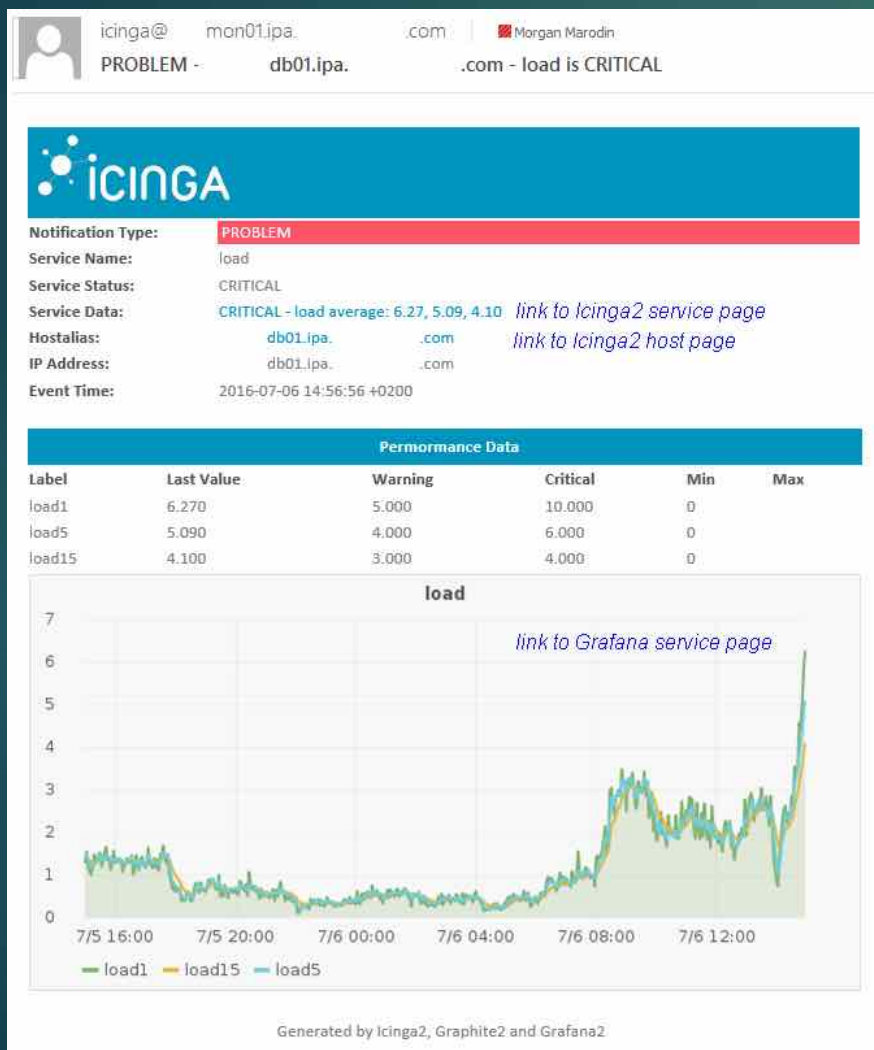 icinga@ mon01.ipa. .com Morgan Marodin
PROBLEM - db01.ipa. .com - load is CRITICAL
icinga
Notification Type: PROBLEM
Service Name: load
Service Status: CRITICAL
Service Data: CRITICAL - load average: 6.27, 5.09, 4.10 link to Icinga2 service page
Hostalias: db01.ipa. .com link to Icinga2 host page
IP Address: db01.ipa. .com
Event Time: 2016-07-06 14:56:56 +0200
Permormance Data
Label Last Value Warning Critical Min Max
load1 6.270 5.000 10.000 0
load5 5.090 4.000 6.000 0
load15 4.100 3.000 4.000 0
load
link to Grafana service page
7
6
5
4
3
2
1
0
7/5 16:00 7/5 20:00 7/6 00:00 7/6 04:00 7/6 08:00 7/6 12:00
load1 load15 load5
Generated by Icinga2, Graphite2 and Grafana2